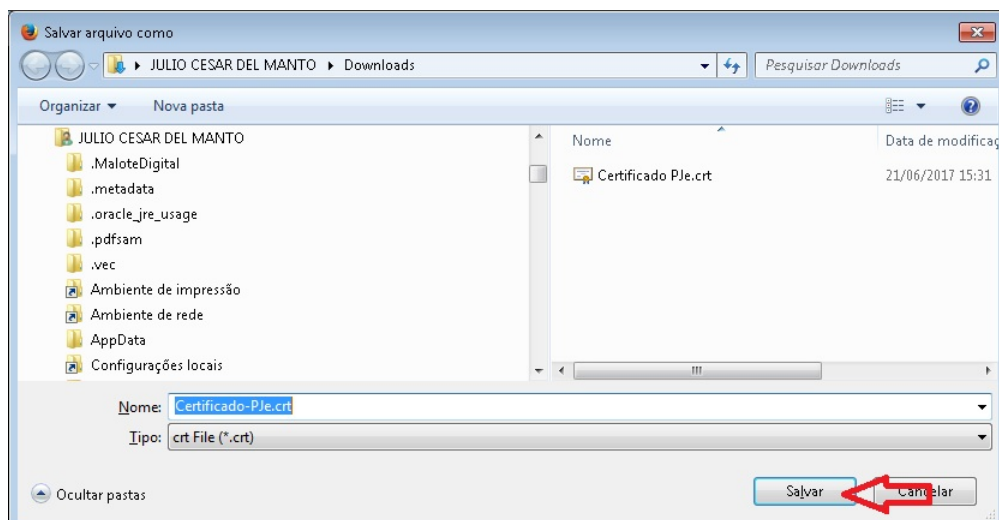 Salvar arquivo como
JULIO CESAR DEL MANTO ▸ Downloads
Pesquisar Downloads
Organizar
Nova pasta
JULIO CESAR DEL MANTO
.MaloteDigital
.metadata
.oracle_jre_usage
.pdfsam
.vec
Ambiente de impressão
Ambiente de rede
AppData
Configurações locais
Nome
Data de modificaç
Certificado PJe.crt
21/06/2017 15:31
Nome: Certificado-PJe.crt
Tipo: crt File (*.crt)
Ocultar pastas
Salvar
Cancelar